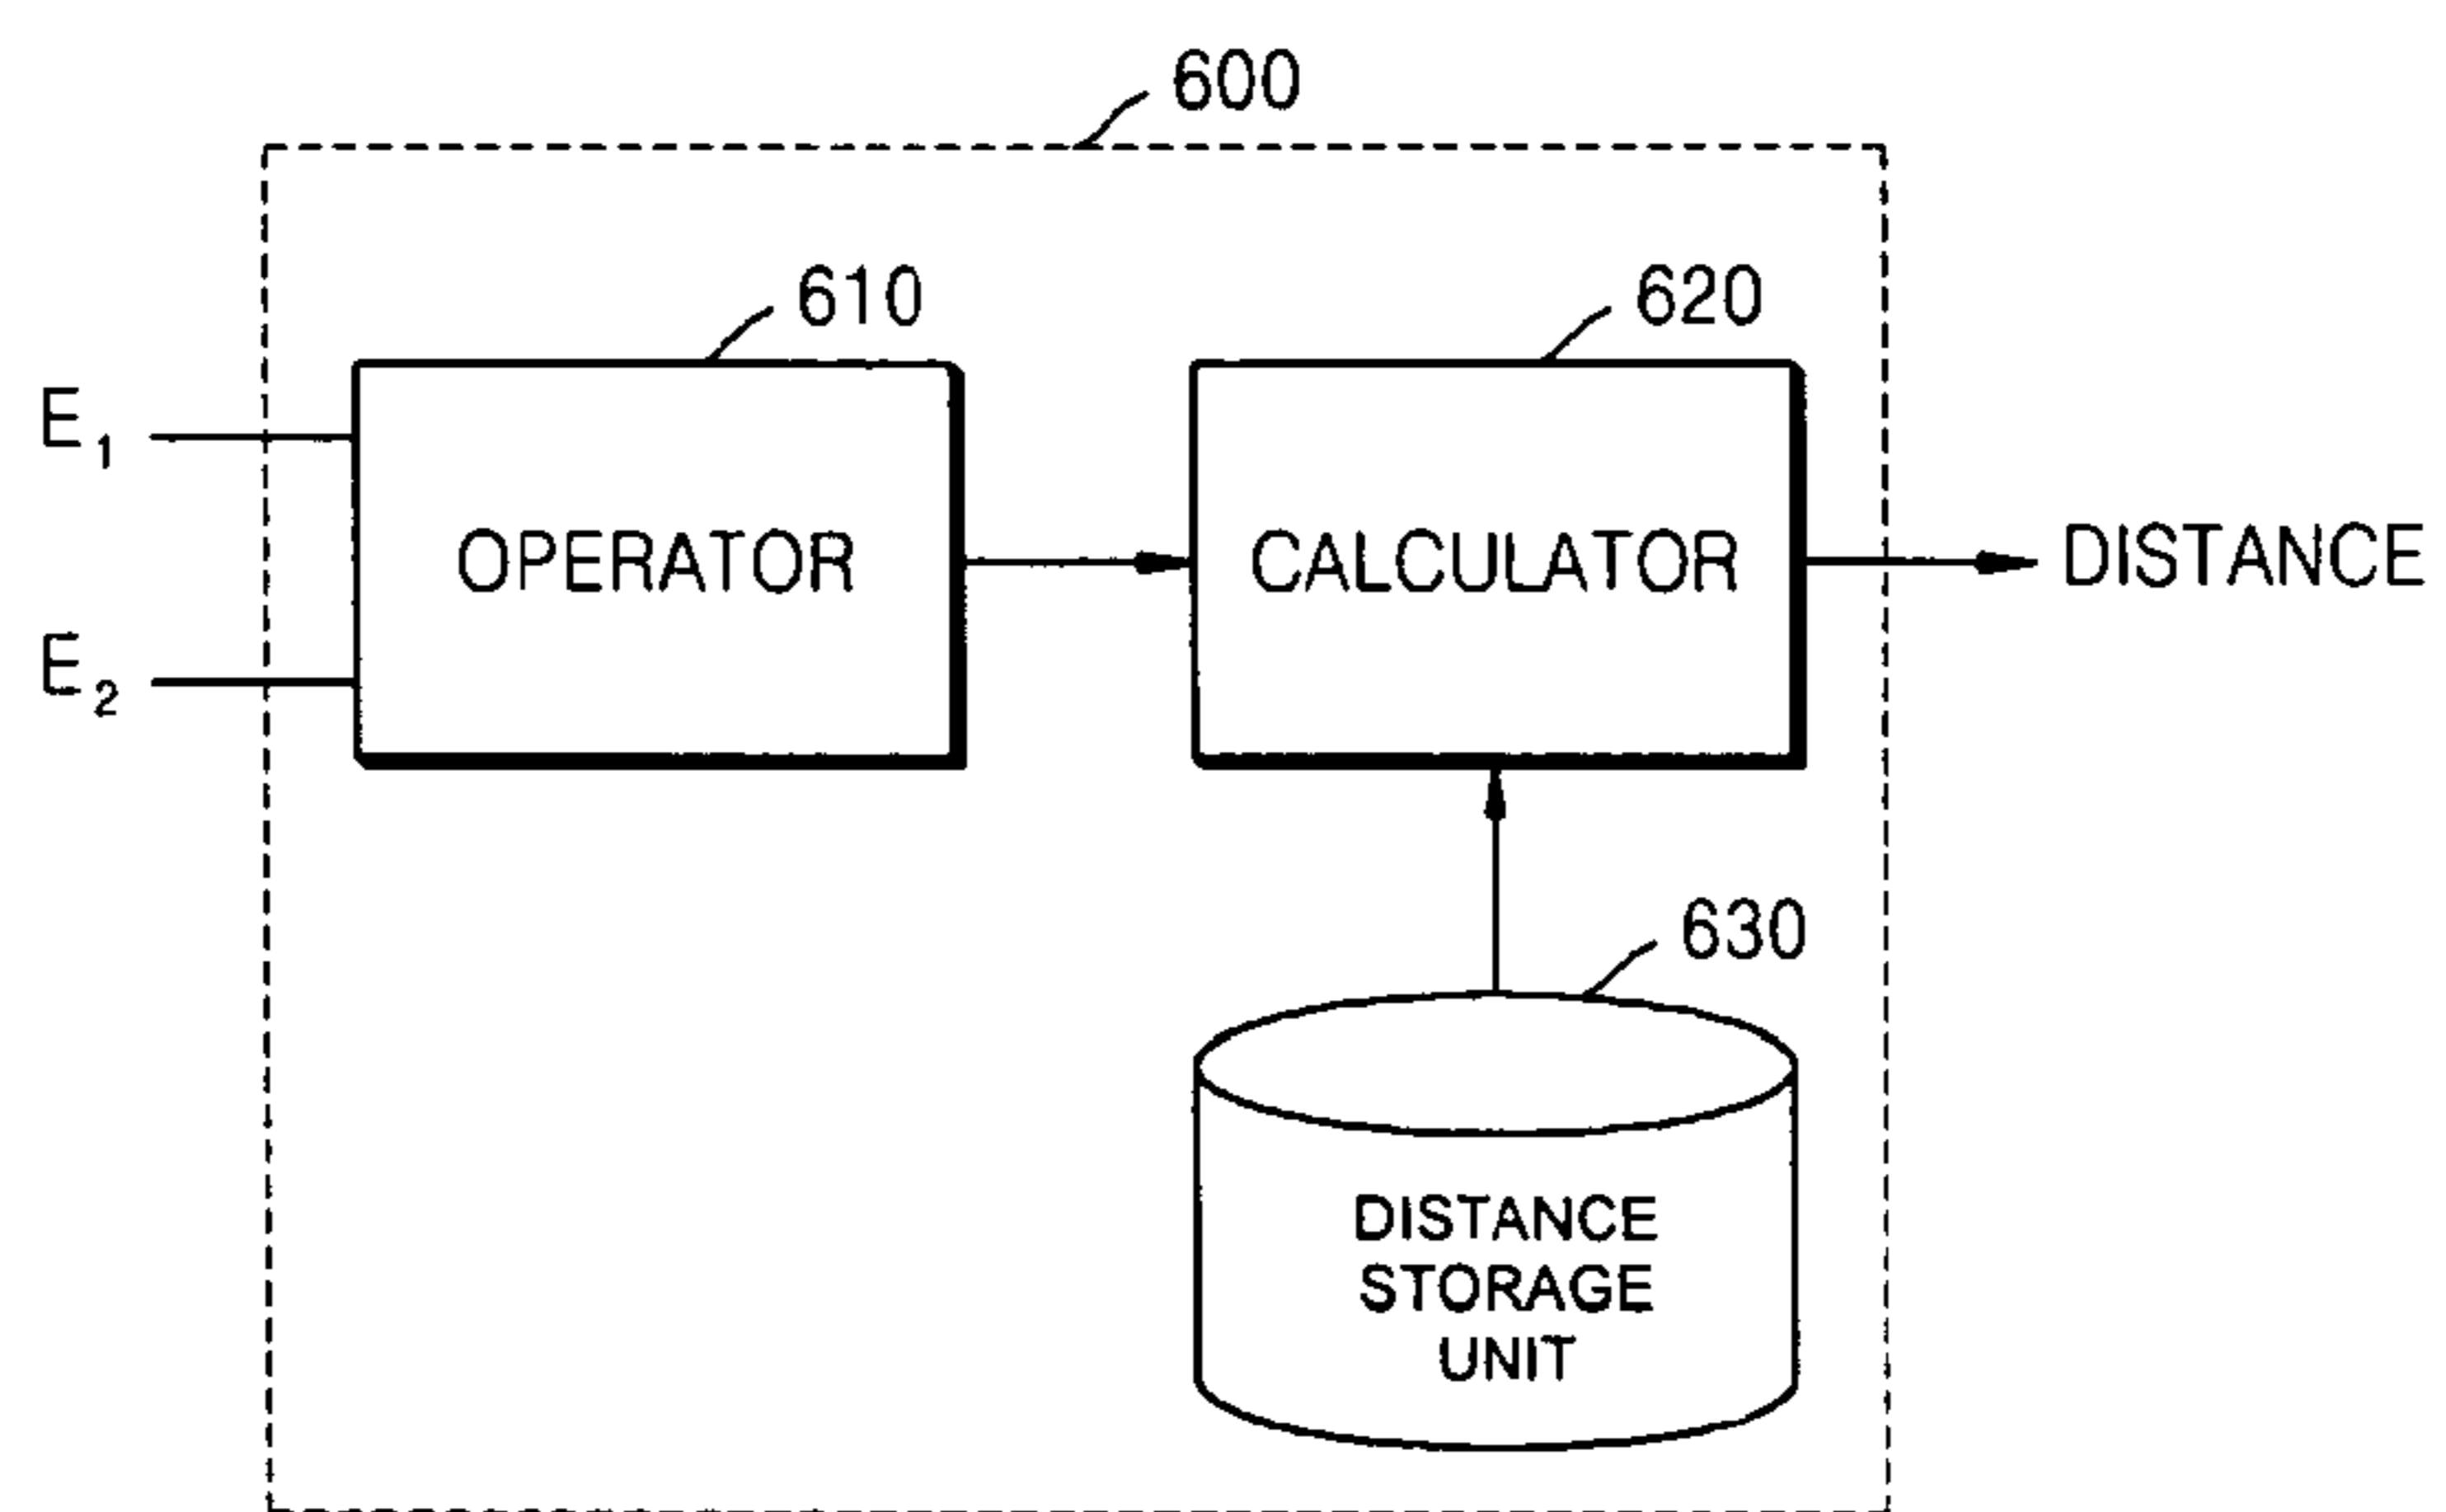 600
610
620
E1
OPERATOR
CALCULATOR
DISTANCE
E2
630
DISTANCE
STORAGE
UNIT